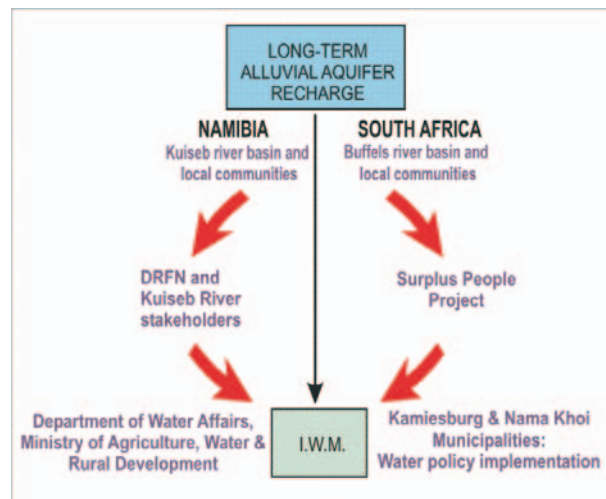 LONG-TERM
ALLUVIAL AQUIFER
RECHARGE
NAMIBIA
Kuiseb river basin and
local communities
SOUTH AFRICA
Buffels river basin and
local communities
DRFN and
Kuiseb River
stakeholders
Surplus People
Project
Department of Water Affairs,
Ministry of Agriculture, Water &
Rural Development
I.W.M.
Kamiesburg & Nama Khoi
Municipalities:
Water policy implementation